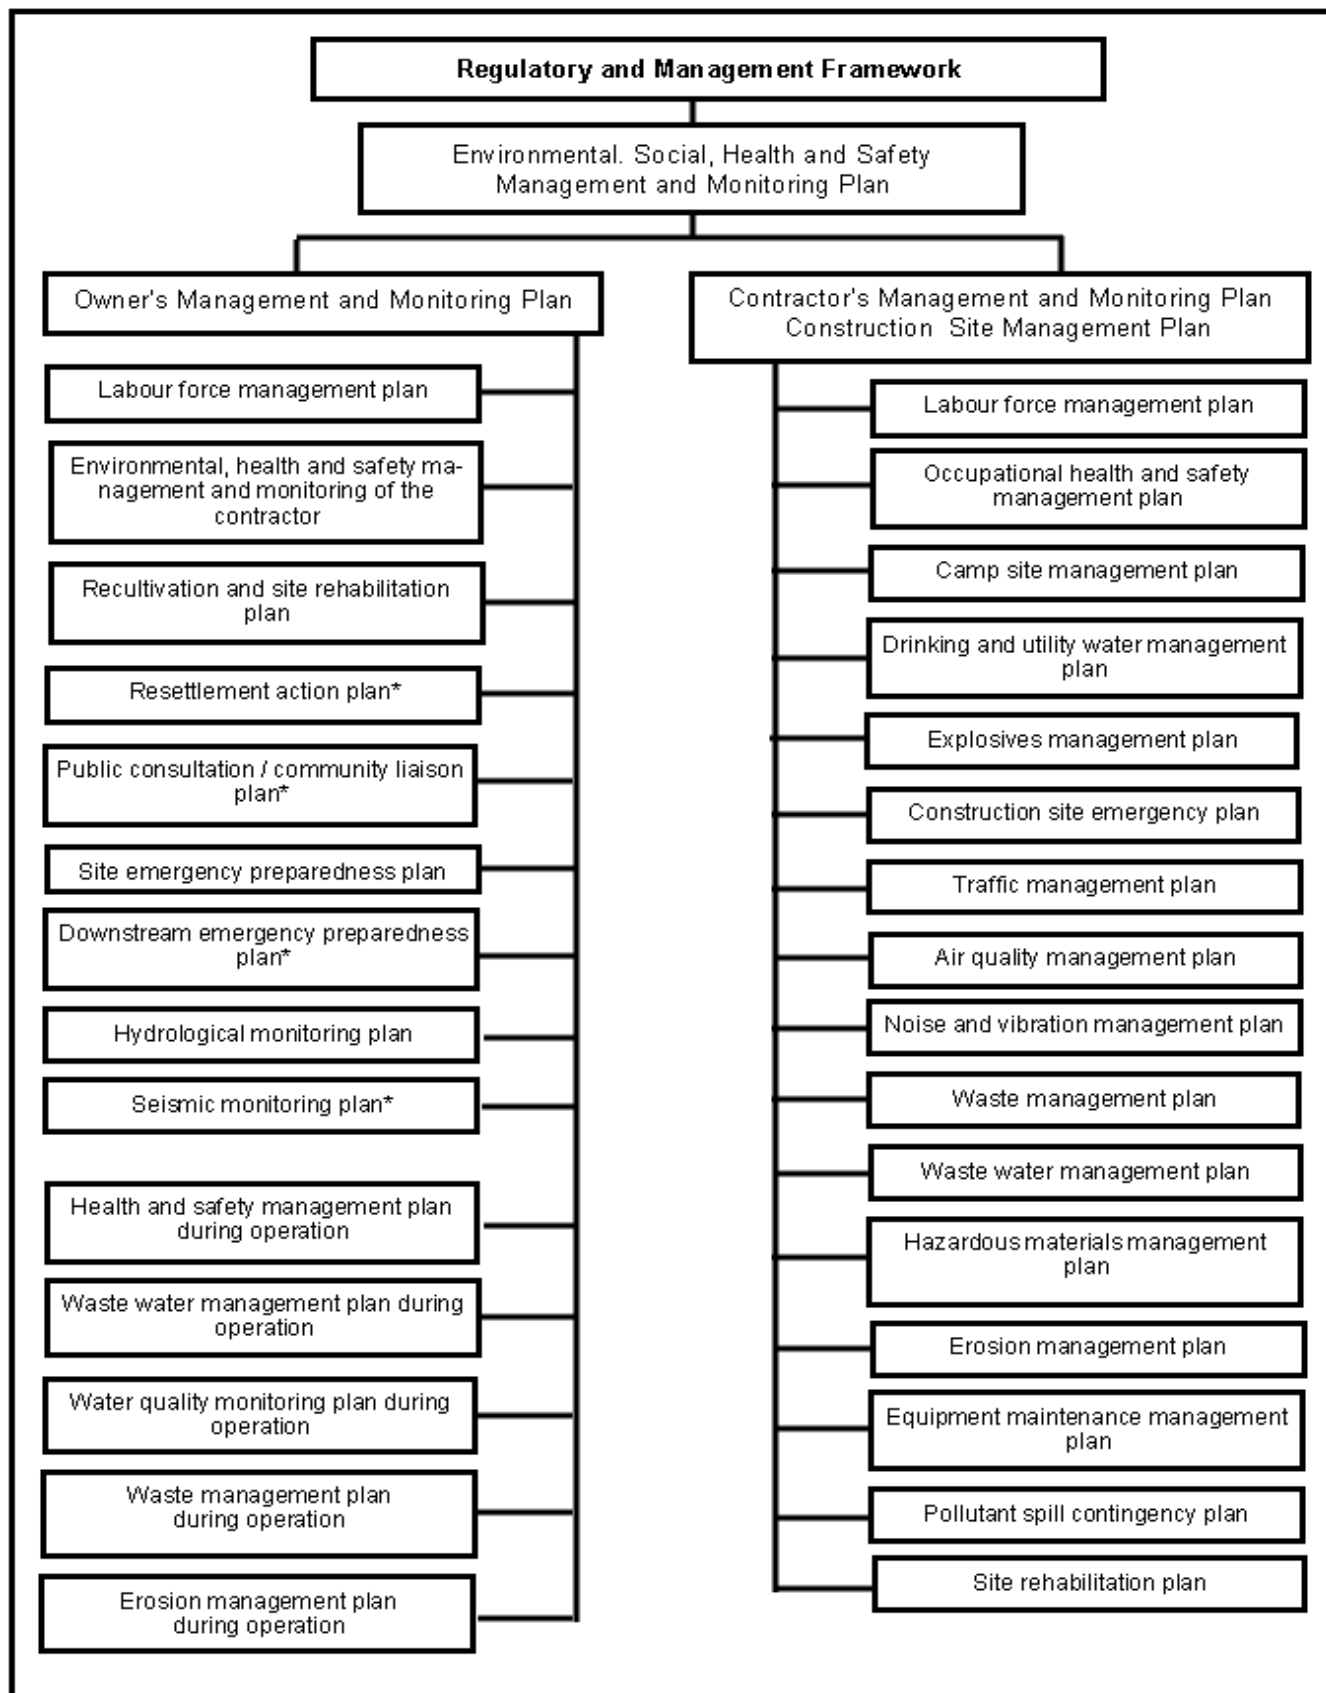 Regulatory and Management Framework
Environmental. Social, Health and Safety
Management and Monitoring Plan
Owner's Management and Monitoring Plan
Labour force management plan
Environmental, health and safety ma-
nagement and monitoring of the
contractor
Recultivation and site rehabilitation
plan
Resettlement action plan*
Public consultation / community liaison
plan*
Site emergency preparedness plan
Downstream emergency preparedness
plan*
Hydrological monitoring plan
Seismic monitoring plan*
Health and safety management plan
during operation
Waste water management plan during
operation
Water quality monitoring plan during
operation
Waste management plan
during operation
Erosion management plan
during operation
Contractor's Management and Monitoring Plan
Construction Site Management Plan
Labour force management plan
Occupational health and safety
management plan
Camp site management plan
Drinking and utility water management
plan
Explosives management plan
Construction site emergency plan
Traffic management plan
Air quality management plan
Noise and vibration management plan
Waste management plan
Waste water management plan
Hazardous materials management
plan
Erosion management plan
Equipment maintenance management
plan
Pollutant spill contingency plan
Site rehabilitation plan